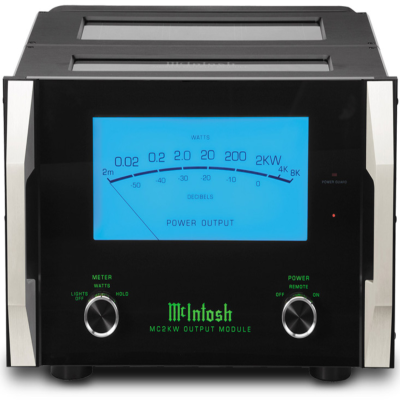 McIntosh
WATTS
0.02 0.2 2.0 20 200 2KW 4K 8K
2m
-50 -40 -30 -20 -10 0
DECIBELS
POWER OUTPUT
METER
WATTS
LIGHTS OFF HOLD
POWER
REMOTE
OFF ON
McIntosh
MC2KW OUTPUT MODULE